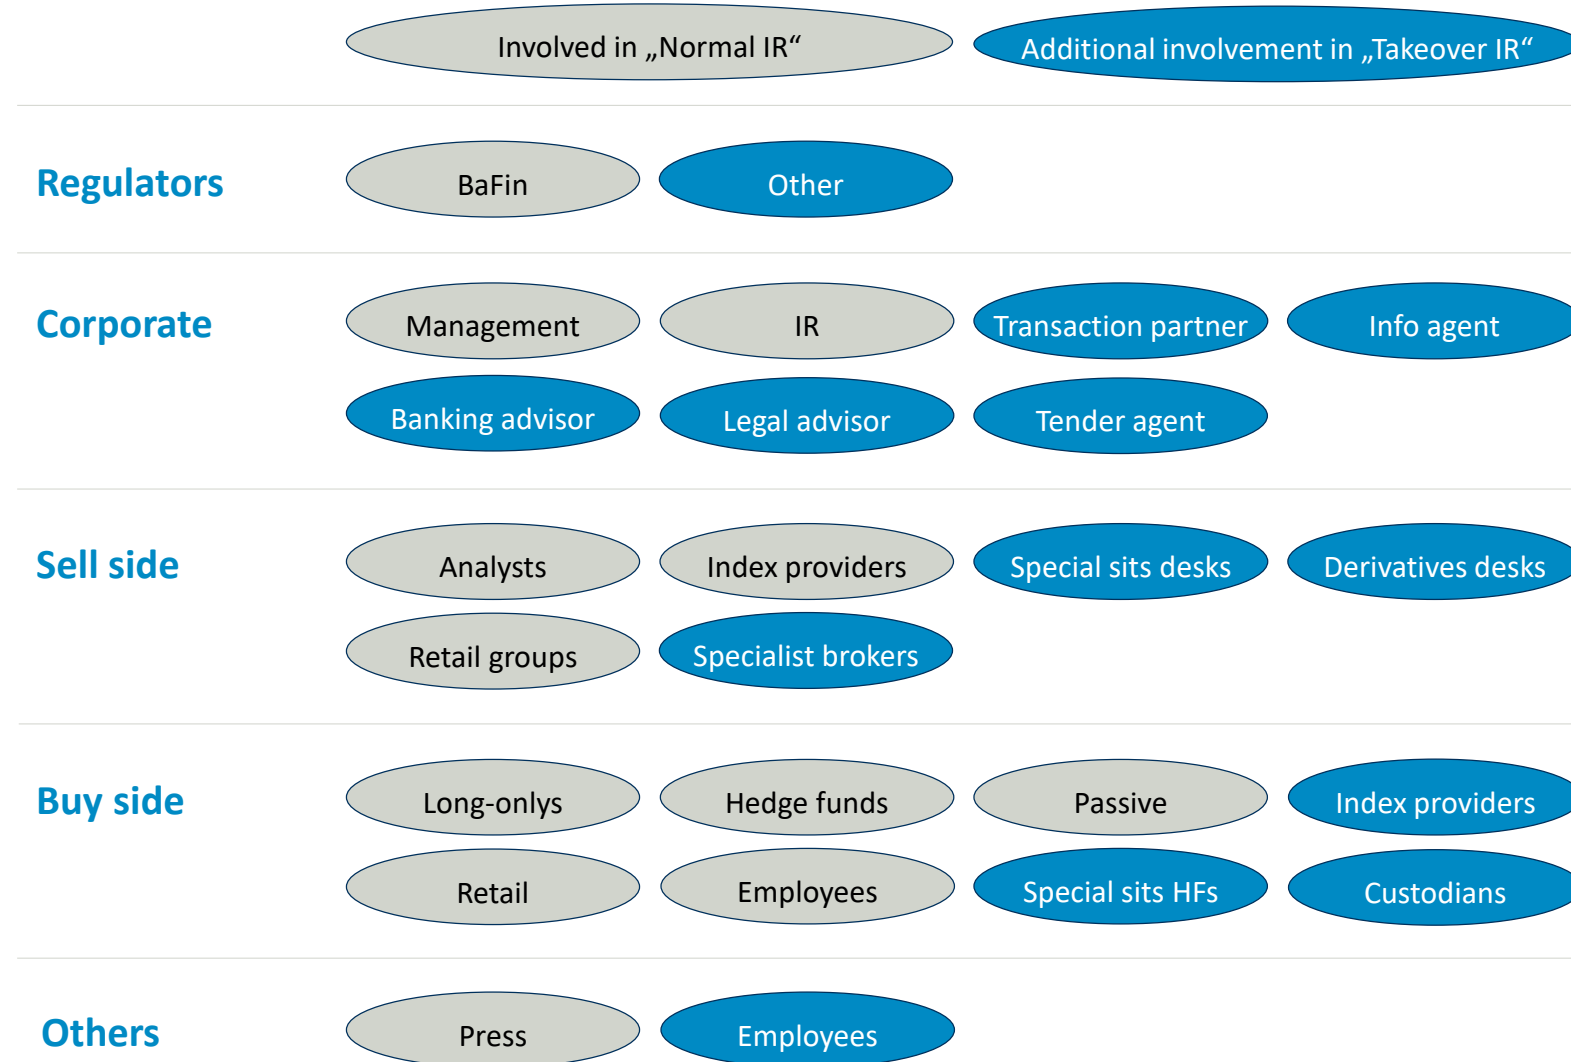 Involved in „Normal IR“
Additional involvement in „Takeover IR“
Regulators
BaFin
Other
Corporate
Management
IR
Transaction partner
Info agent
Banking advisor
Legal advisor
Tender agent
Sell side
Analysts
Index providers
Special sits desks
Derivatives desks
Retail groups
Specialist brokers
Buy side
Long-onlys
Hedge funds
Passive
Index providers
Retail
Employees
Special sits HFs
Custodians
Others
Press
Employees